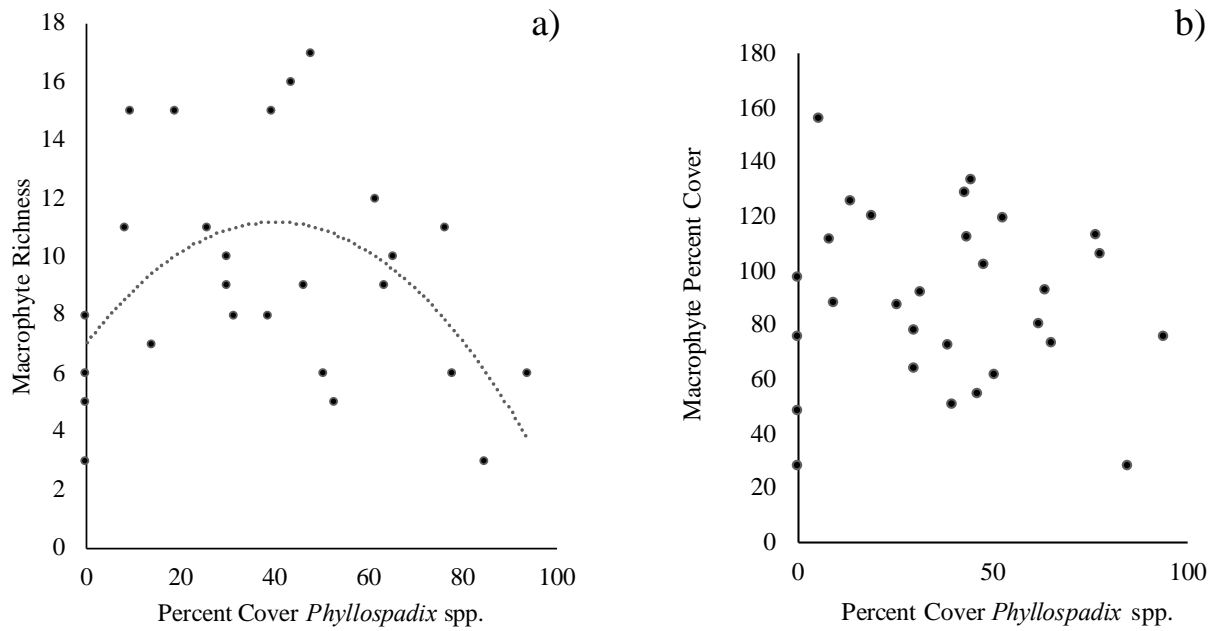 a)
18
16
14
12
10
8
6
4
2
0
Macrophyte Richness
0 20 40 60 80 100
Percent Cover Phyllospadix spp.
b)
180
160
140
120
100
80
60
40
20
0
Macrophyte Percent Cover
0 50 100
Percent Cover Phyllospadix spp.